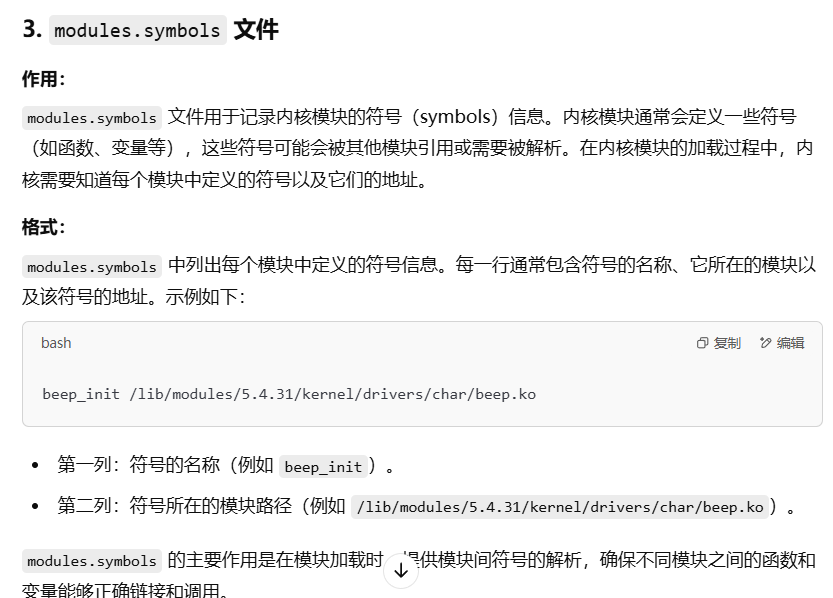 3. modules.symbols 文件
作用：
modules.symbols 文件用于记录内核模块的符号（symbols）信息。内核模块通常会定义一些符号
（如函数、变量等），这些符号可能会被其他模块引用或需要被解析。在内核模块的加载过程中，内
核需要知道每个模块中定义的符号以及它们的地址。
格式：
modules.symbols 中列出每个模块中定义的符号信息。每一行通常包含符号的名称、它所在的模块以
及该符号的地址。示例如下：
bash 复制 编辑
beep_init /lib/modules/5.4.31/kernel/drivers/char/beep.ko
• 第一列：符号的名称（例如 beep_init）。
• 第二列：符号所在的模块路径（例如 /lib/modules/5.4.31/kernel/drivers/char/beep.ko）。
modules.symbols 的主要作用是在模块加载时 提供模块间符号的解析，确保不同模块之间的函数和
变量能够正确链接和调用。